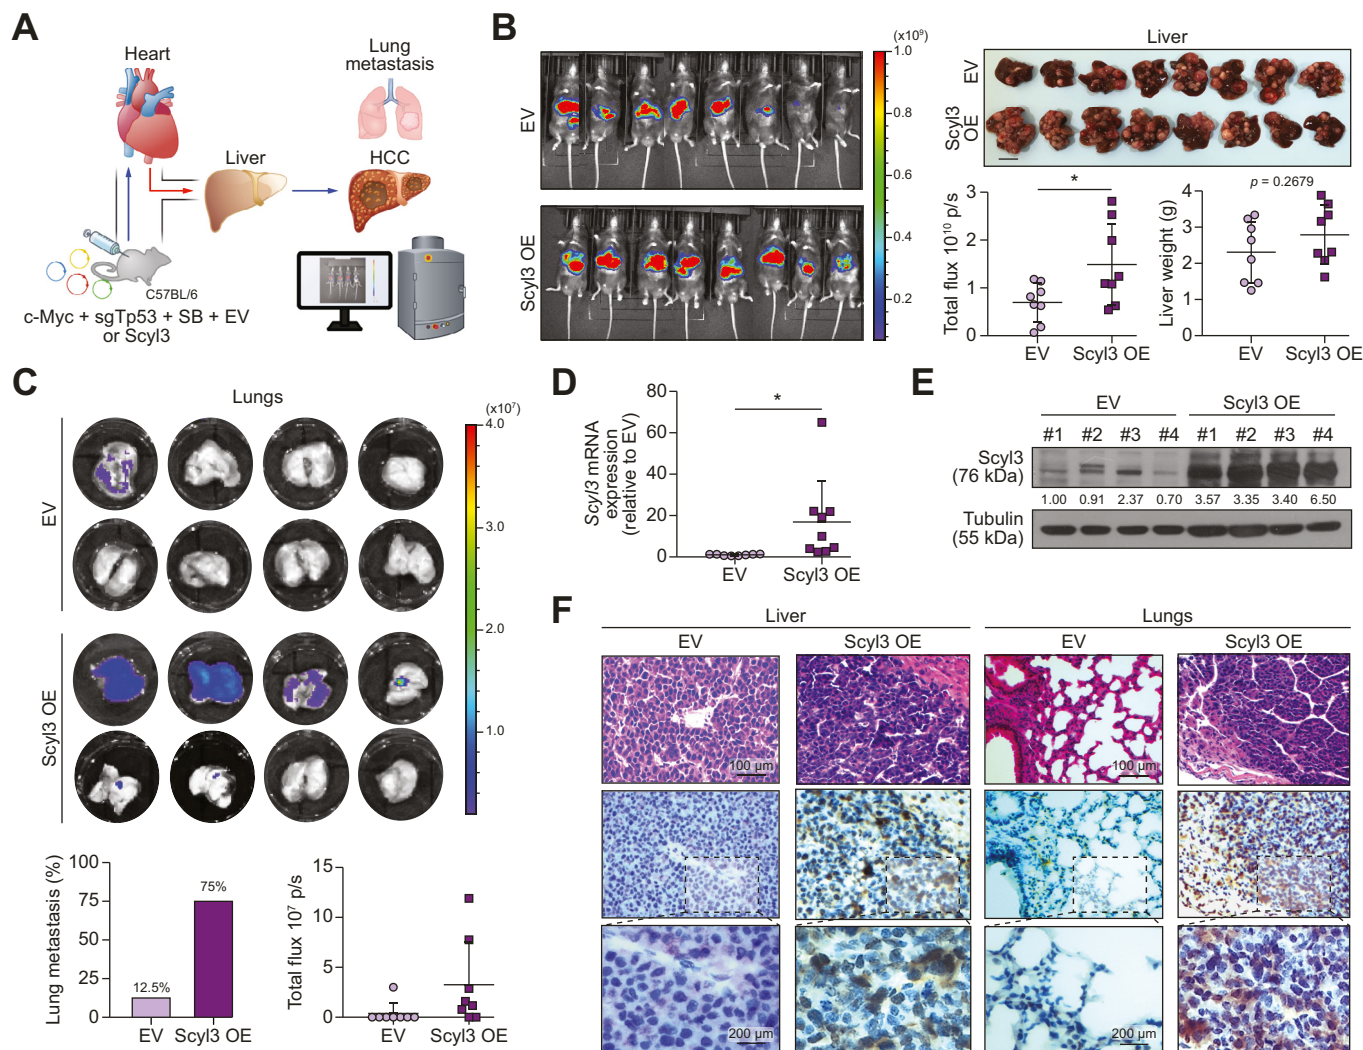 A
Heart
Lung
metastasis
Liver
HCC
C57BL/6
c-Myc + sgTp53 + SB + EV
or Scyl3
B
EV
Scyl3 OE
(x10⁹)
1.0
0.8
0.6
0.4
0.2
Liver
EV
Scyl3
OE
Total flux 10¹⁰ p/s
3
2
1
0
*
EV
Scyl3 OE
Liver weight (g)
4
3
2
1
0
p = 0.2679
EV
Scyl3 OE
C
Lungs
EV
Scyl3 OE
(x10⁷)
4.0
3.0
2.0
1.0
Lung metastasis (%)
100
75
50
25
0
12.5%
75%
EV
Scyl3 OE
Total flux 10⁷ p/s
15
10
5
0
EV
Scyl3 OE
D
Scyl3 mRNA
expression
(relative to EV)
80
60
40
20
0
*
EV
Scyl3 OE
E
EV
Scyl3 OE
#1 #2 #3 #4 #1 #2 #3 #4
Scyl3
(76 kDa)
1.00 0.91 2.37 0.70 3.57 3.35 3.40 6.50
Tubulin
(55 kDa)
F
Liver
Lungs
EV
Scyl3 OE
EV
Scyl3 OE
100 µm
100 µm
200 µm
200 µm